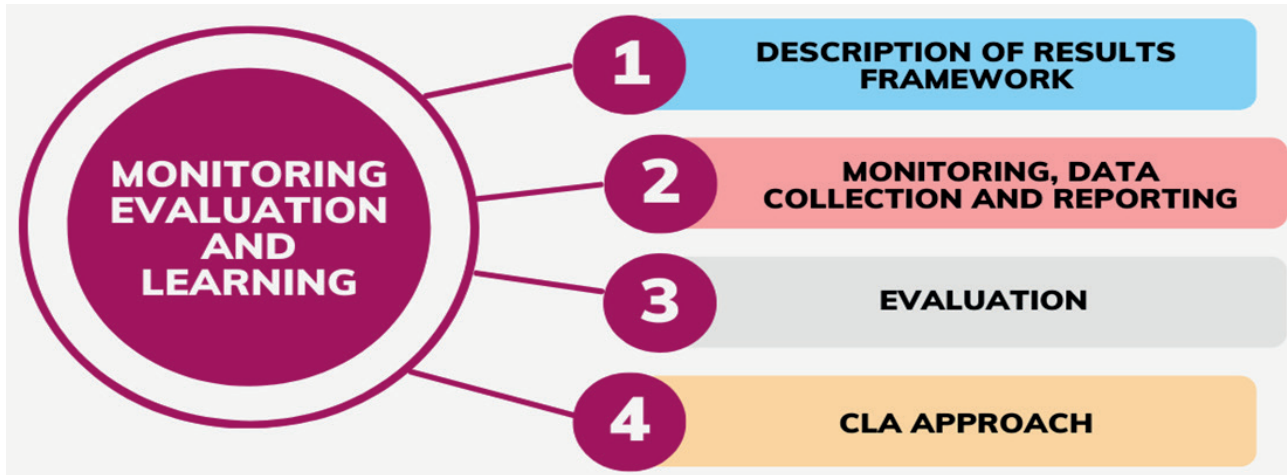 MONITORING
EVALUATION
AND
LEARNING
1
DESCRIPTION OF RESULTS
FRAMEWORK
2
MONITORING, DATA
COLLECTION AND REPORTING
3
EVALUATION
4
CLA APPROACH